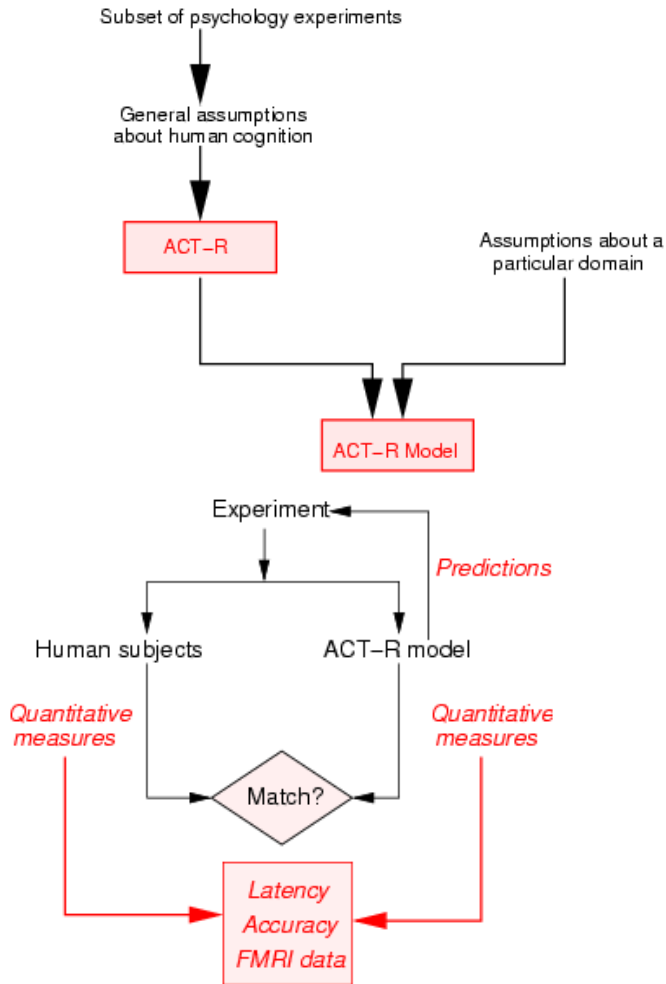 Subset of psychology experiments
General assumptions
about human cognition
ACT−R
Assumptions about a
particular domain
ACT−R Model
Experiment
Predictions
Human subjects
ACT−R model
Quantitative
measures
Quantitative
measures
Match?
Latency
Accuracy
FMRI data